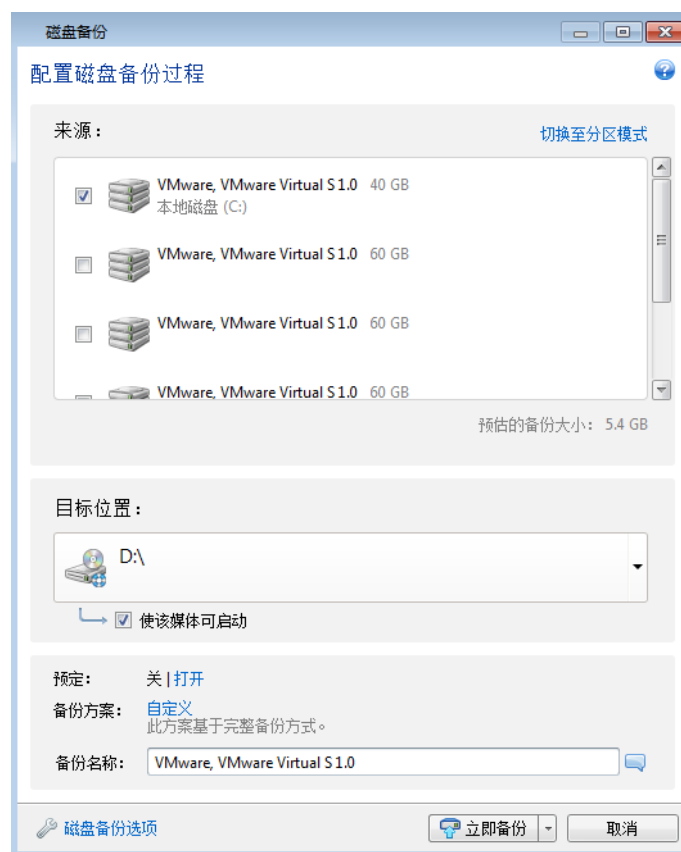 磁盘备份
配置磁盘备份过程
来源：
切换至分区模式
VMware, VMware Virtual S 1.0 40 GB
本地磁盘 (C:)
VMware, VMware Virtual S 1.0 60 GB
VMware, VMware Virtual S 1.0 60 GB
VMware, VMware Virtual S 1.0 60 GB
预估的备份大小： 5.4 GB
目标位置：
D:\
使该媒体可启动
预定： 关 | 打开
备份方案： 自定义
此方案基于完整备份方式。
备份名称： VMware, VMware Virtual S 1.0
磁盘备份选项
立即备份
取消